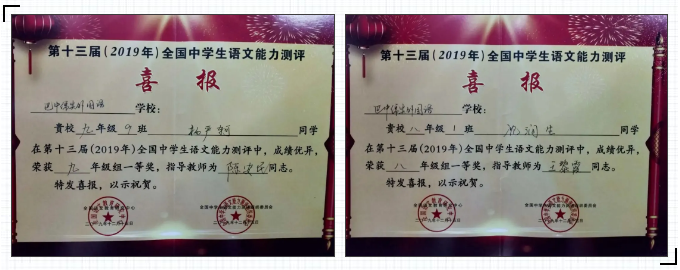 第十三届(2019年)全国中学生语文能力测评
喜报
学校:
贵校九年级9班 同学
在第十三届(2019年)全国中学生语文能力测评中,成绩优异,
荣获九年级组一等奖,指导教师为 同志。
特发喜报,以示祝贺。
第十三届(2019年)全国中学生语文能力测评
喜报
学校:
贵校八年级1班 同学
在第十三届(2019年)全国中学生语文能力测评中,成绩优异,
荣获八年级组一等奖,指导教师为王黎霞同志。
特发喜报,以示祝贺。